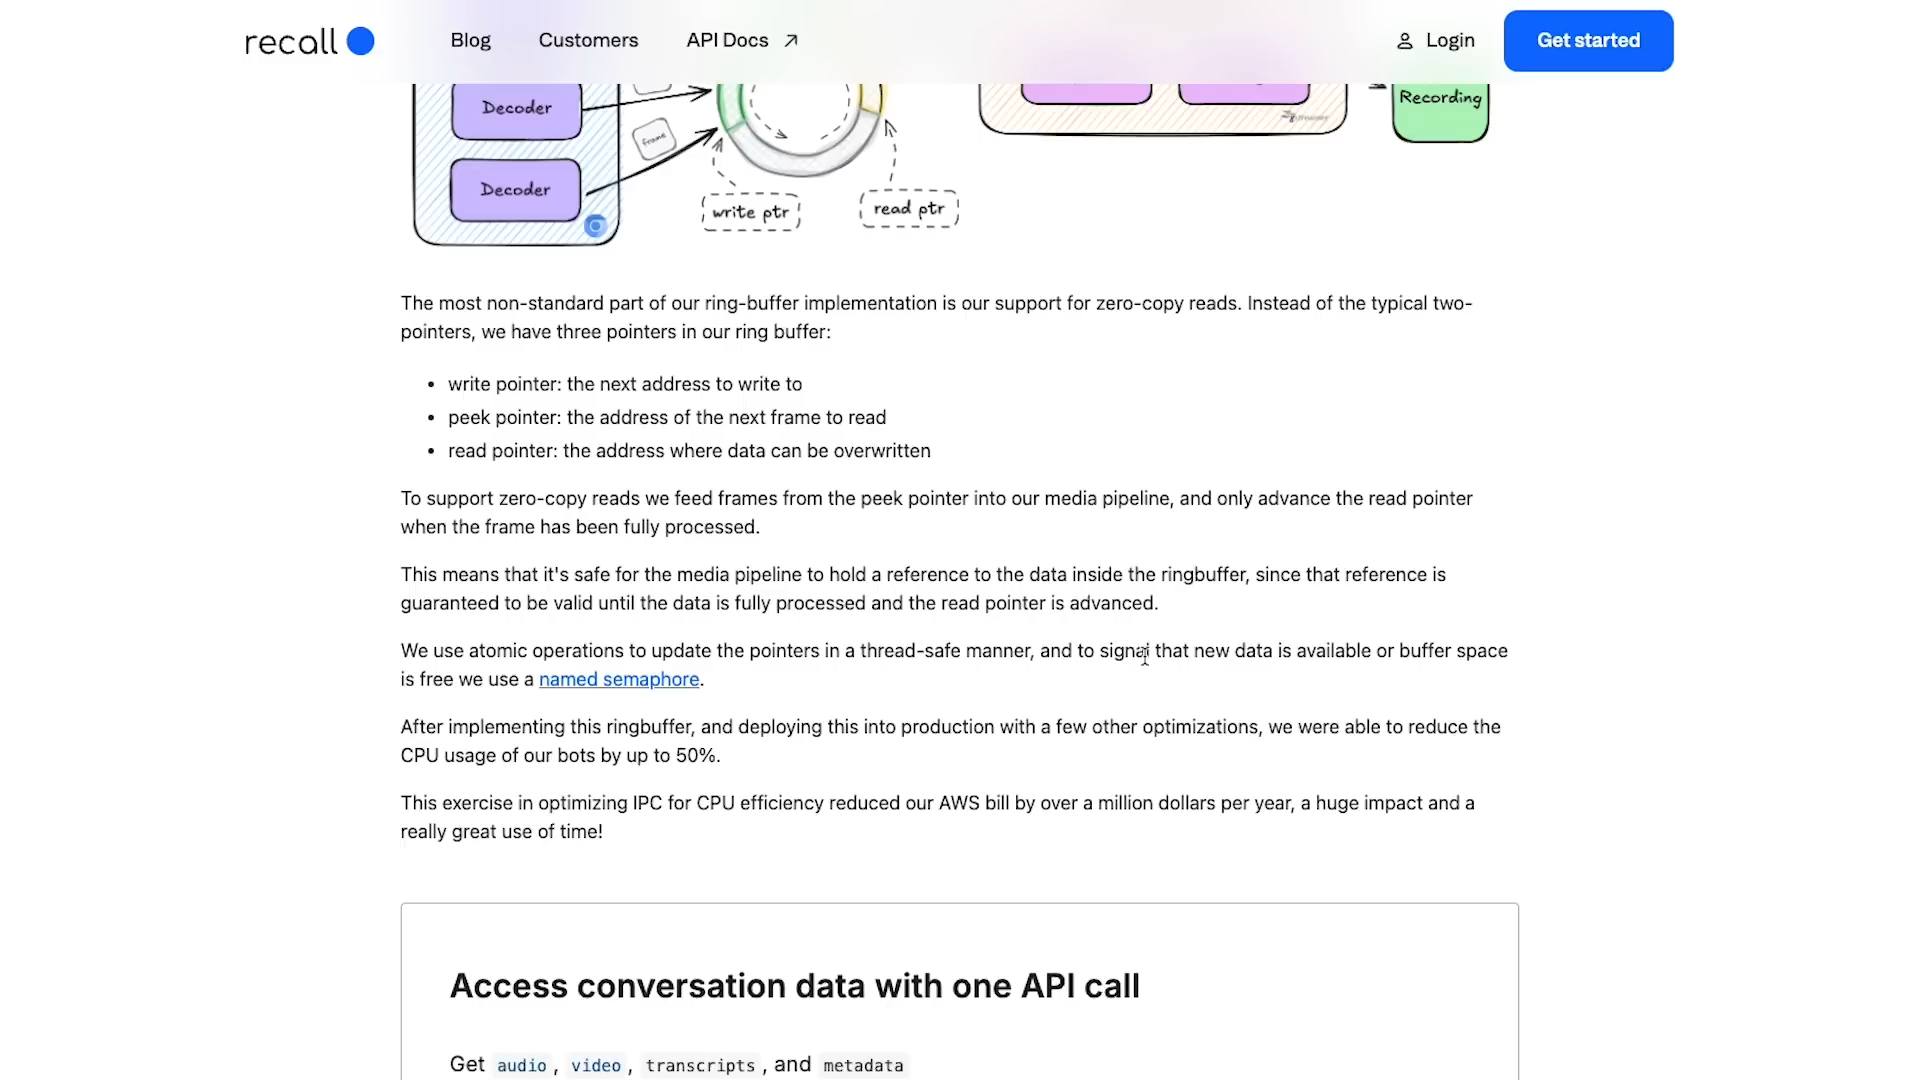 recall
Blog
Customers
API Docs
Login
Get started
Decoder
Recording
frame
Decoder
write ptr
read ptr
The most non-standard part of our ring-buffer implementation is our support for zero-copy reads. Instead of the typical two-
pointers, we have three pointers in our ring buffer:
• write pointer: the next address to write to
• peek pointer: the address of the next frame to read
• read pointer: the address where data can be overwritten
To support zero-copy reads we feed frames from the peek pointer into our media pipeline, and only advance the read pointer
when the frame has been fully processed.
This means that it's safe for the media pipeline to hold a reference to the data inside the ringbuffer, since that reference is
guaranteed to be valid until the data is fully processed and the read pointer is advanced.
We use atomic operations to update the pointers in a thread-safe manner, and to signal that new data is available or buffer space
is free we use a named semaphore.
After implementing this ringbuffer, and deploying this into production with a few other optimizations, we were able to reduce the
CPU usage of our bots by up to 50%.
This exercise in optimizing IPC for CPU efficiency reduced our AWS bill by over a million dollars per year, a huge impact and a
really great use of time!
Access conversation data with one API call
Get audio, video, transcripts, and metadata